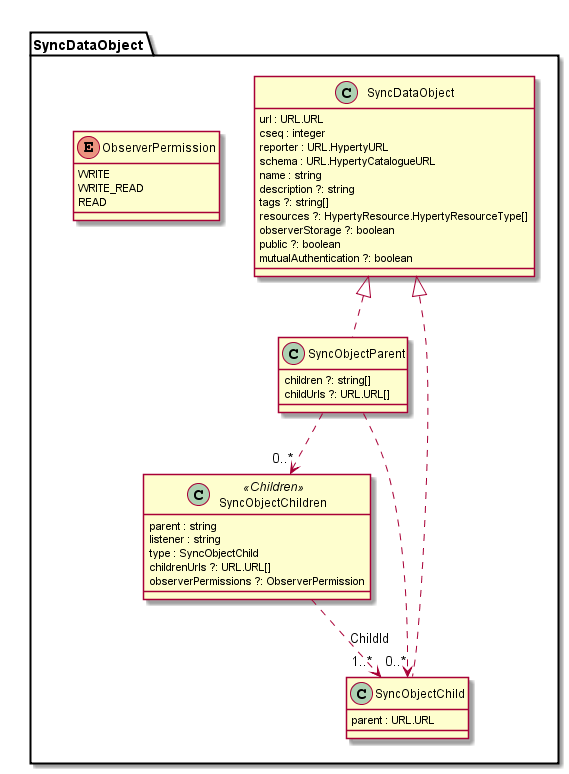 SyncDataObject
C SyncDataObject
url : URL.URL
cseq : integer
reporter : URL.HypertyURL
schema : URL.HypertyCatalogueURL
name : string
description ?: string
tags ?: string[]
resources ?: HypertyResource.HypertyResourceType[]
observerStorage ?: boolean
public ?: boolean
mutualAuthentication ?: boolean
E ObserverPermission
WRITE
WRITE_READ
READ
C SyncObjectParent
children ?: string[]
childUrls ?: URL.URL[]
0..*
«Children»
C SyncObjectChildren
parent : string
listener : string
type : SyncObjectChild
childrenUrls ?: URL.URL[]
observerPermissions ?: ObserverPermission
ChildId
1..* 0..*
C SyncObjectChild
parent : URL.URL